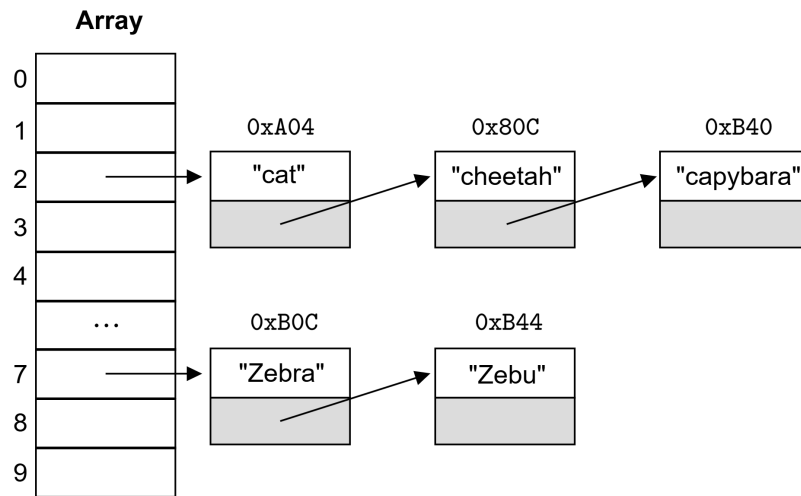 Array
0
1
0xA04 0x80C 0xB40
2 "cat" "cheetah" "capybara"
3
4
... 0xB0C 0xB44
7 "Zebra" "Zebu"
8
9